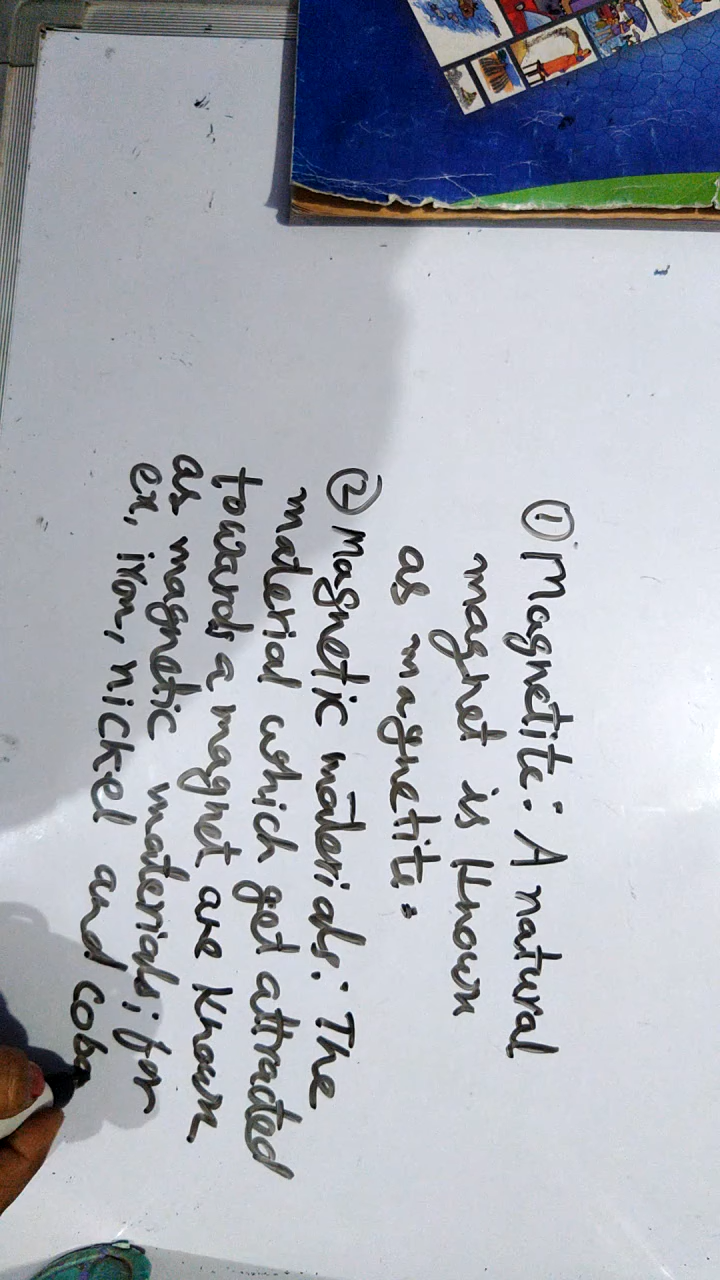 ① Magnetite: A natural
magnet is known
as magnetite.
② Magnetic materials: The
material which get attracted
towards a magnet are known
as magnetic materials; for
ex, iron, nickel and coba